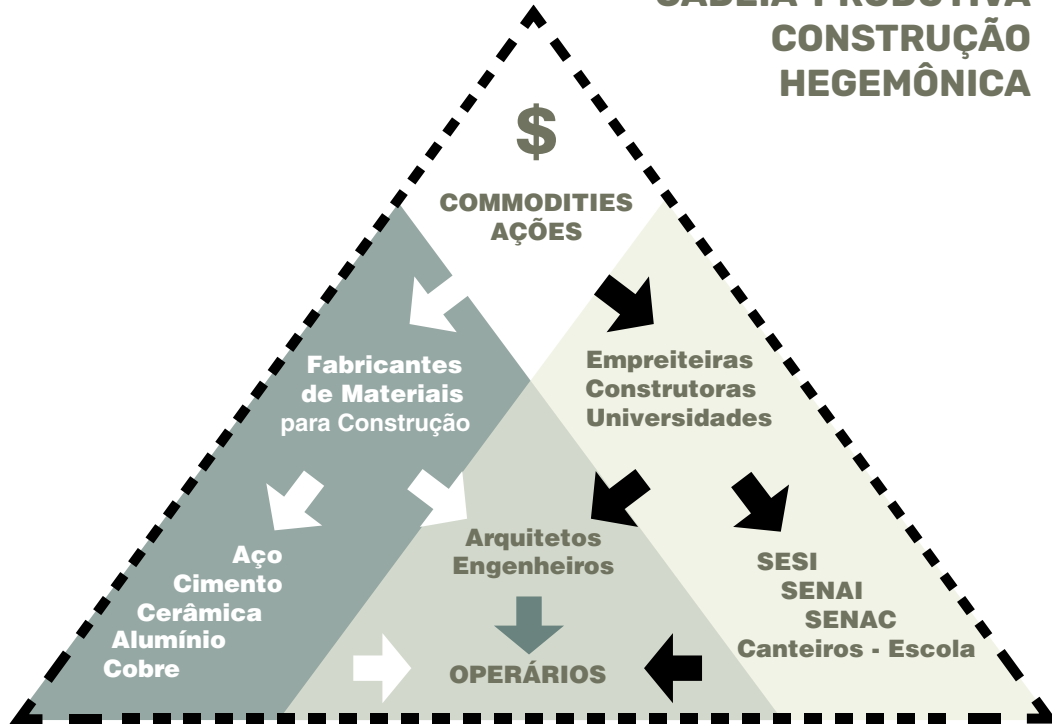 CADEIA PRODUTIVA
CONSTRUÇÃO
HEGEMÔNICA
$
COMMODITIES
AÇÕES
Fabricantes
de Materiais
para Construção
Empreiteiras
Construtoras
Universidades
Aço
Cimento
Cerâmica
Alumínio
Cobre
Arquitetos
Engenheiros
OPERÁRIOS
SESI
SENAI
SENAC
Canteiros - Escola